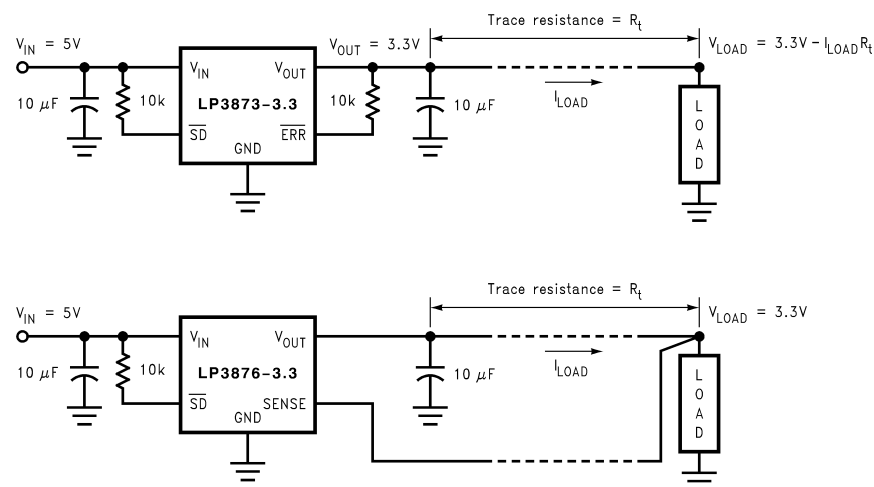 Trace resistance = Rt
VIN = 5V
VOUT = 3.3V
VLOAD = 3.3V - ILOADRt
VIN
VOUT
10 μF
10k
LP3873-3.3
10k
10 μF
ILOAD
SD
ERR
GND
LOAD
Trace resistance = Rt
VIN = 5V
VLOAD = 3.3V
VIN
VOUT
10 μF
10k
LP3876-3.3
10 μF
ILOAD
SD
SENSE
GND
LOAD